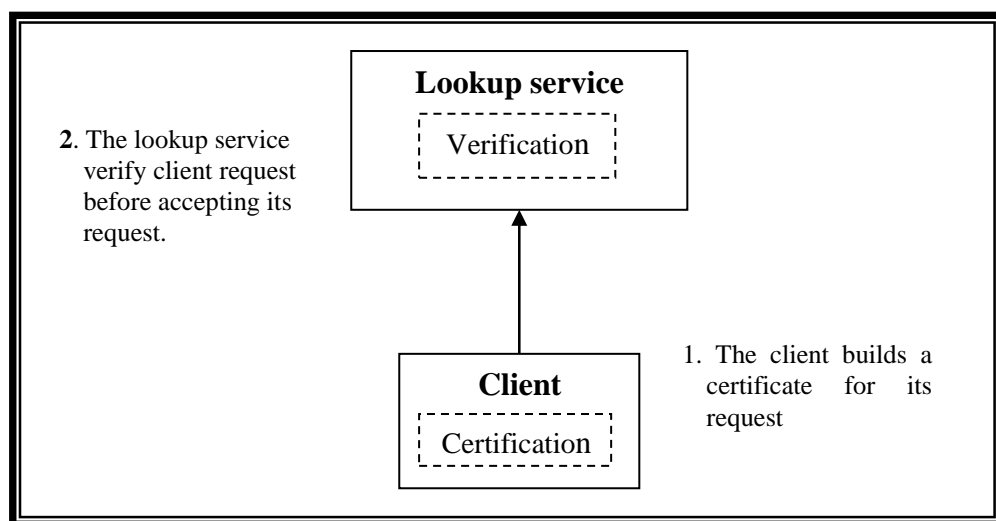 Lookup service
Verification
2. The lookup service
verify client request
before accepting its
request.
1. The client builds a
certificate for its
request
Client
Certification